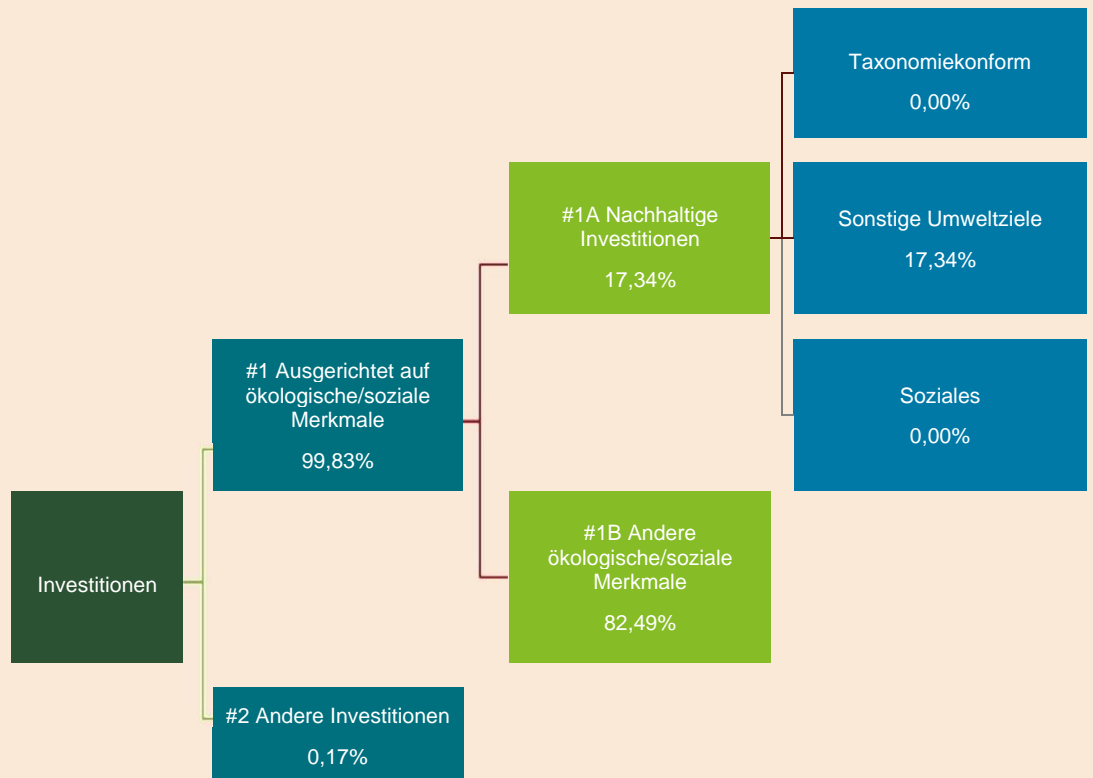 Taxonomiekonform
0,00%
#1A Nachhaltige
Investitionen
17,34%
Sonstige Umweltziele
17,34%
#1 Ausgerichtet auf
ökologische/soziale
Merkmale
99,83%
Soziales
0,00%
Investitionen
#1B Andere
ökologische/soziale
Merkmale
82,49%
#2 Andere Investitionen
0,17%